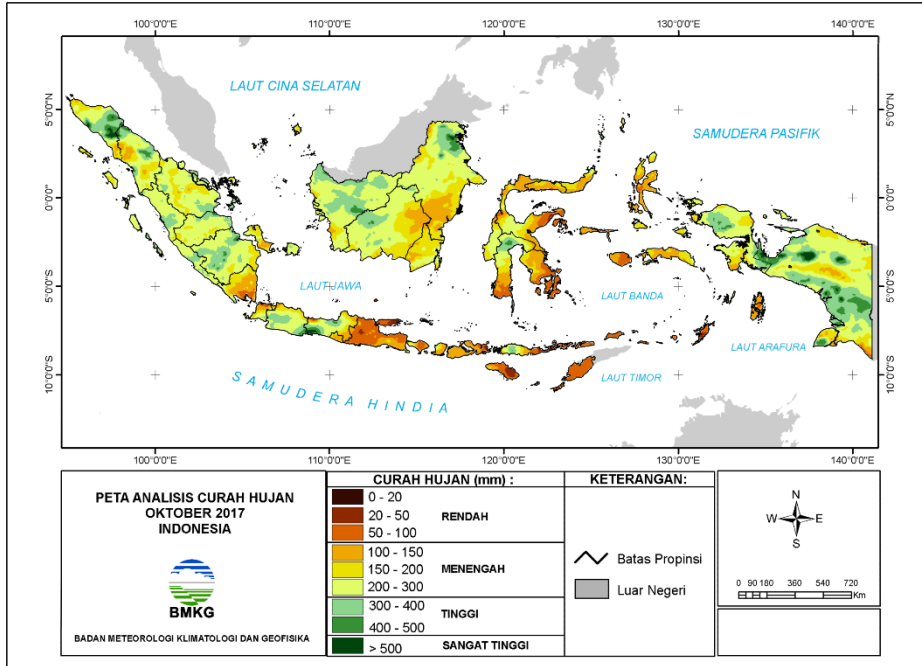 100°0'0"E 110°0'0"E 120°0'0"E 130°0'0"E 140°0'0"E
LAUT CINA SELATAN
SAMUDERA PASIFIK
5°0'0"N 5°0'0"N
0°0'0" 0°0'0"
LAUT JAWA
LAUT BANDA
5°0'0"S 5°0'0"S
LAUT ARAFURA
LAUT TIMOR
10°0'0"S 10°0'0"S
SAMUDERA HINDIA
100°0'0"E 110°0'0"E 120°0'0"E 130°0'0"E 140°0'0"E
PETA ANALISIS CURAH HUJAN
OKTOBER 2017
INDONESIA
BMKG
BADAN METEOROLOGI KLIMATOLOGI DAN GEOFISIKA
CURAH HUJAN (mm) :
0 - 20
20 - 50 RENDAH
50 - 100
100 - 150
150 - 200 MENENGAH
200 - 300
300 - 400 TINGGI
400 - 500
> 500 SANGAT TINGGI
KETERANGAN:
Batas Propinsi
Luar Negeri
N
W E
S
0 90 180 360 540 720
Km